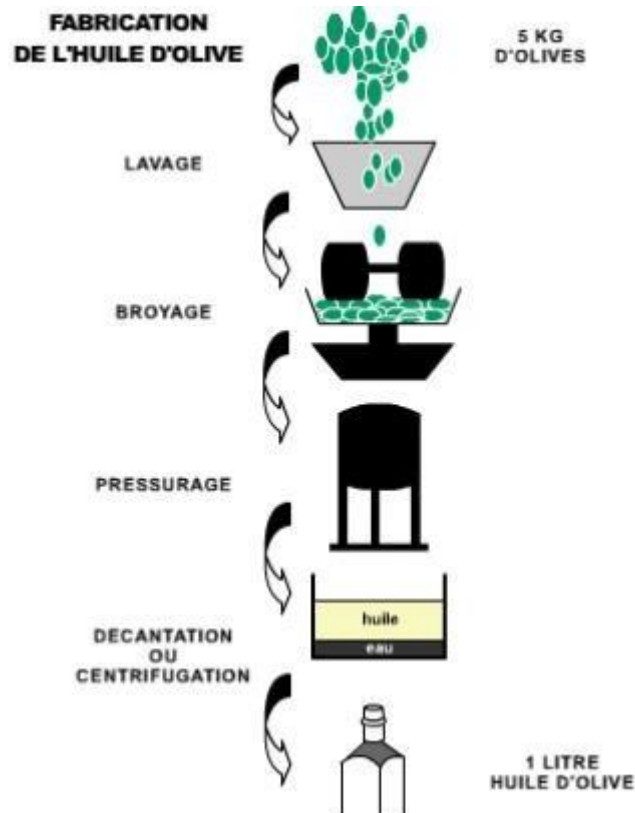 FABRICATION
DE L'HUILE D'OLIVE
5 KG
D'OLIVES
LAVAGE
BROYAGE
PRESSURAGE
huile
eau
DECANTATION
OU
CENTRIFUGATION
1 LITRE
HUILE D'OLIVE